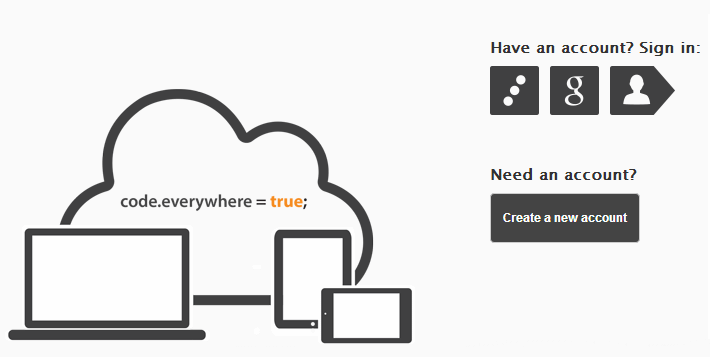 Have an account? Sign in:
g
code.everywhere = true;
Need an account?
Create a new account